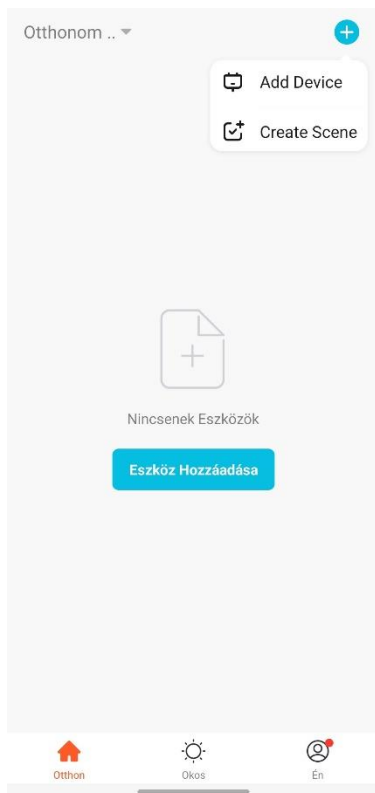 Otthonom ..
Add Device
Create Scene
Nincsenek Eszközök
Eszköz Hozzáadása
Otthon
Okos
Én